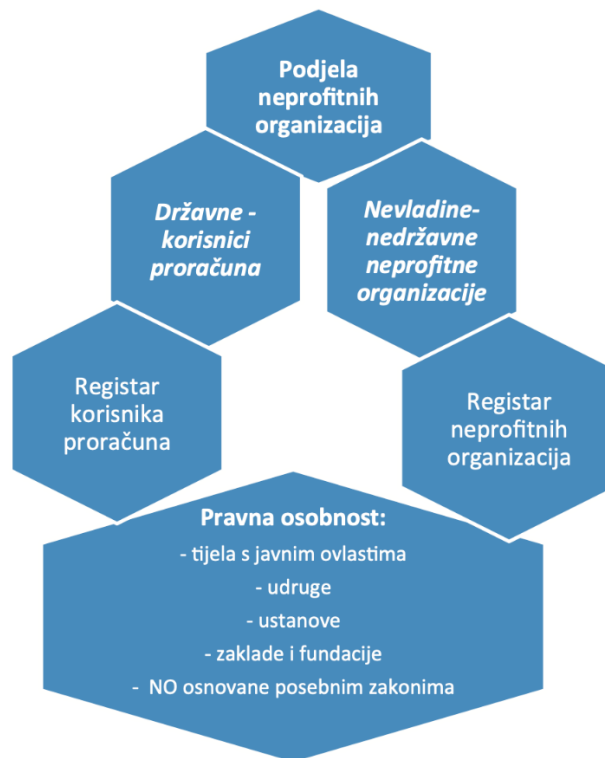 Podjela
neprofitnih
organizacija
Državne -
korisnici
proračuna
Nevladine-
nedržavne
neprofitne
organizacije
Registar
korisnika
proračuna
Registar
neprofitnih
organizacija
Pravna osobnost:
- tijela s javnim ovlastima
- udruge
- ustanove
- zaklade i fundacije
- NO osnovane posebnim zakonima